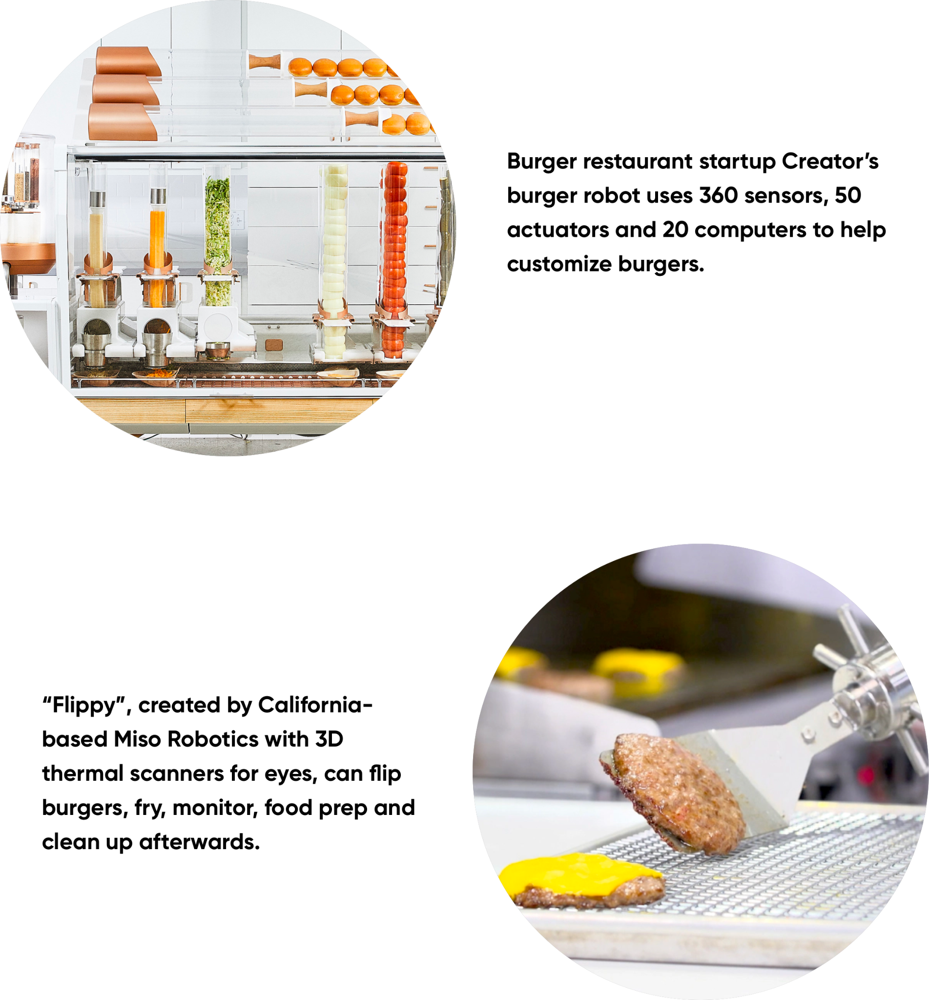 Burger restaurant startup Creator’s
burger robot uses 360 sensors, 50
actuators and 20 computers to help
customize burgers.
“Flippy”, created by California-
based Miso Robotics with 3D
thermal scanners for eyes, can flip
burgers, fry, monitor, food prep and
clean up afterwards.